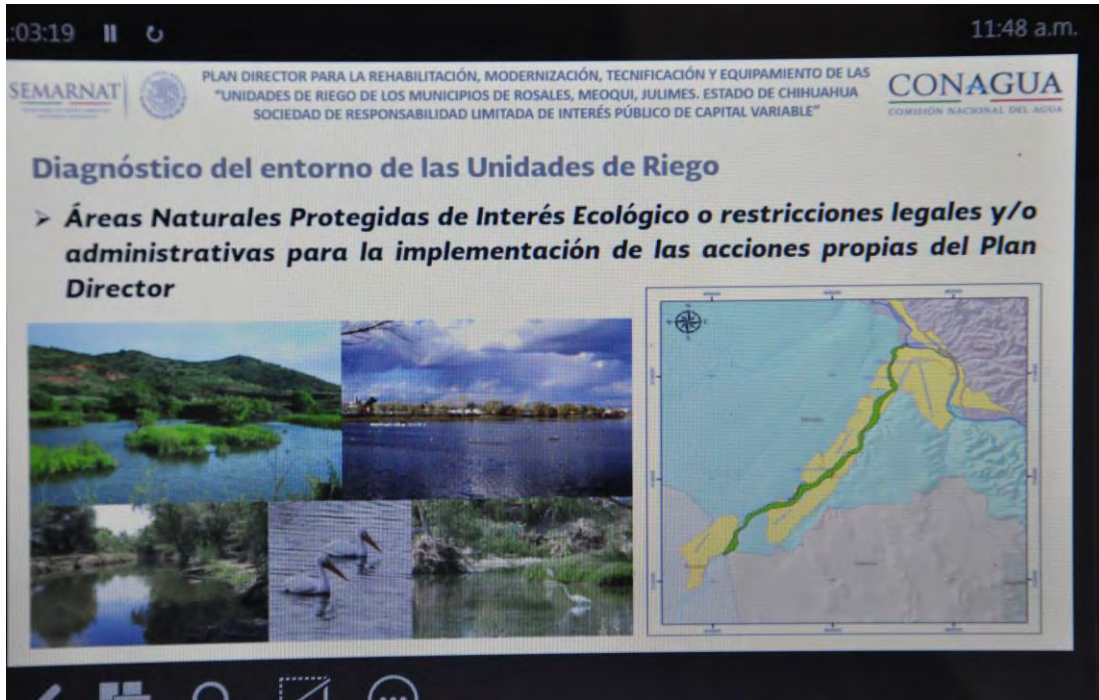 :03:19
11:48 a.m.
SEMARNAT
PLAN DIRECTOR PARA LA REHABILITACIÓN, MODERNIZACIÓN, TECNIFICACIÓN Y EQUIPAMIENTO DE LAS
"UNIDADES DE RIEGO DE LOS MUNICIPIOS DE ROSALES, MEOQUI, JULIMES. ESTADO DE CHIHUAHUA
SOCIEDAD DE RESPONSABILIDAD LIMITADA DE INTERÉS PÚBLICO DE CAPITAL VARIABLE"
CONAGUA
COMISIÓN NACIONAL DEL AGUA
Diagnóstico del entorno de las Unidades de Riego
➢ Áreas Naturales Protegidas de Interés Ecológico o restricciones legales y/o
administrativas para la implementación de las acciones propias del Plan
Director